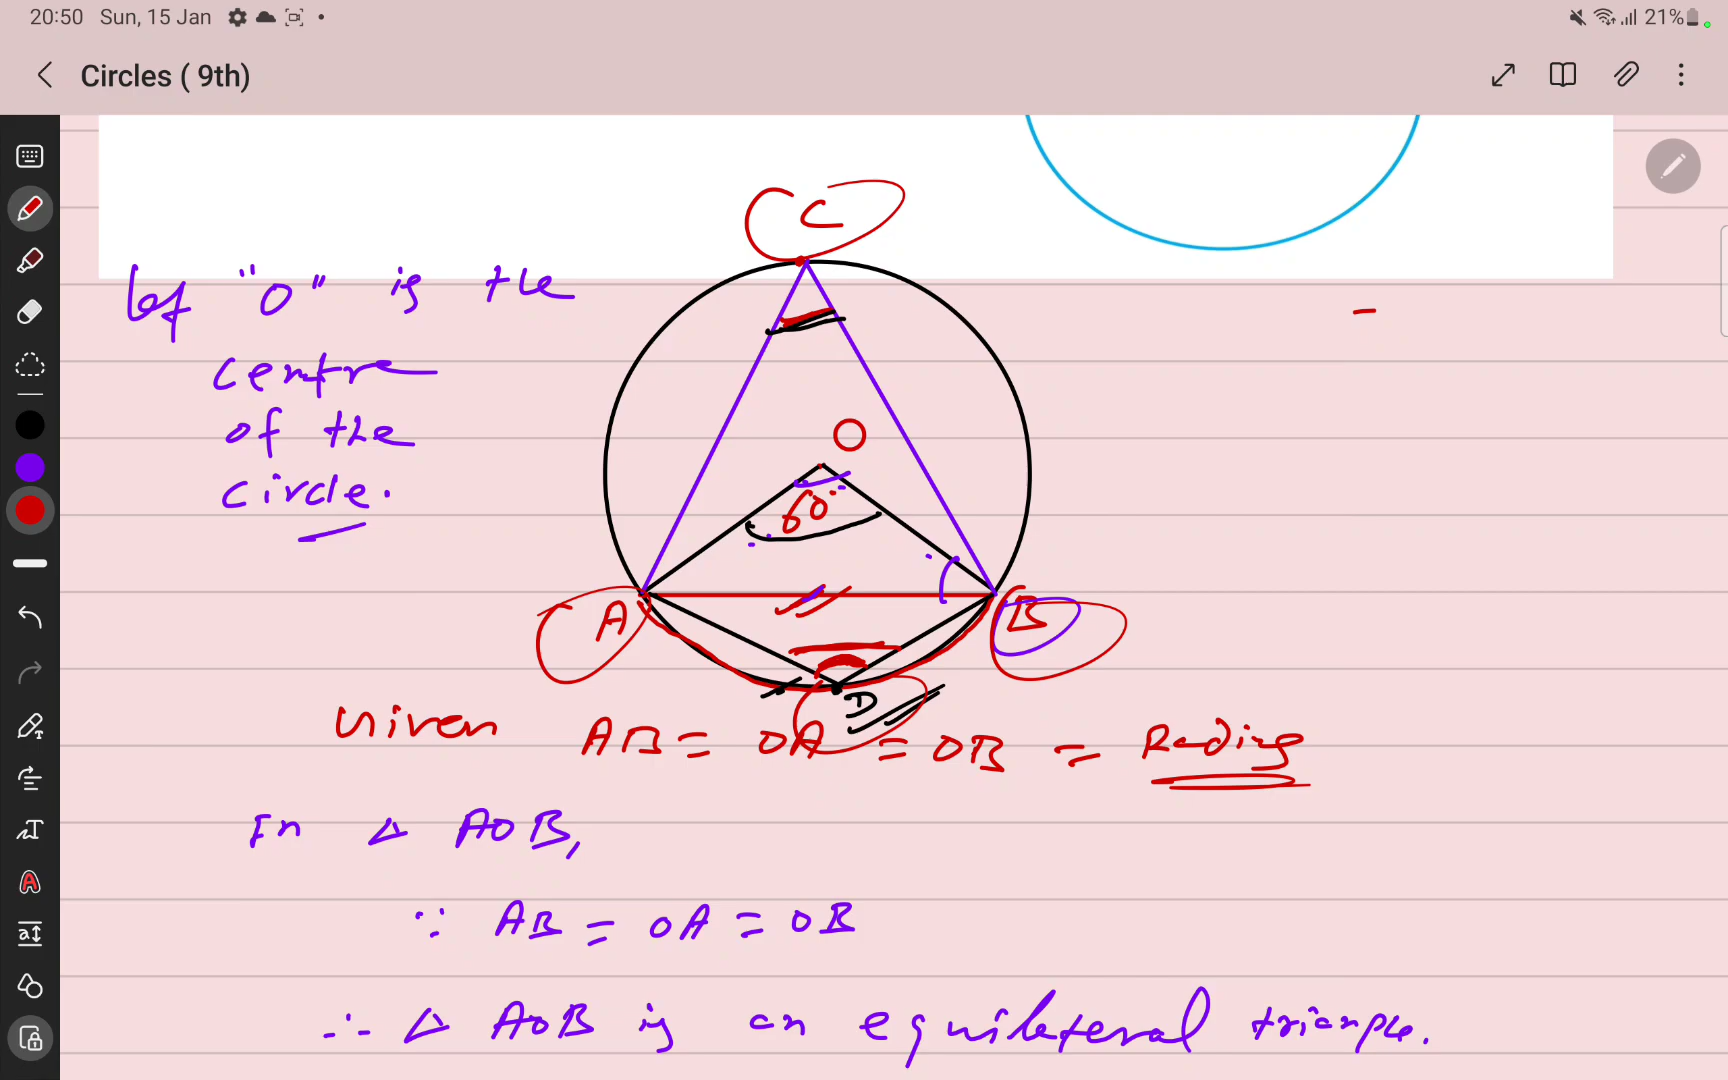 20:50 Sun, 15 Jan
21%
Circles ( 9th)
let "O" is the
centre
of the
circle.
C
O
60°
A
B
D
Given AB = OA = OB = Radius
In △ AOB,
∵ AB = OA = OB
∴ △ AOB is an equilateral triangle.